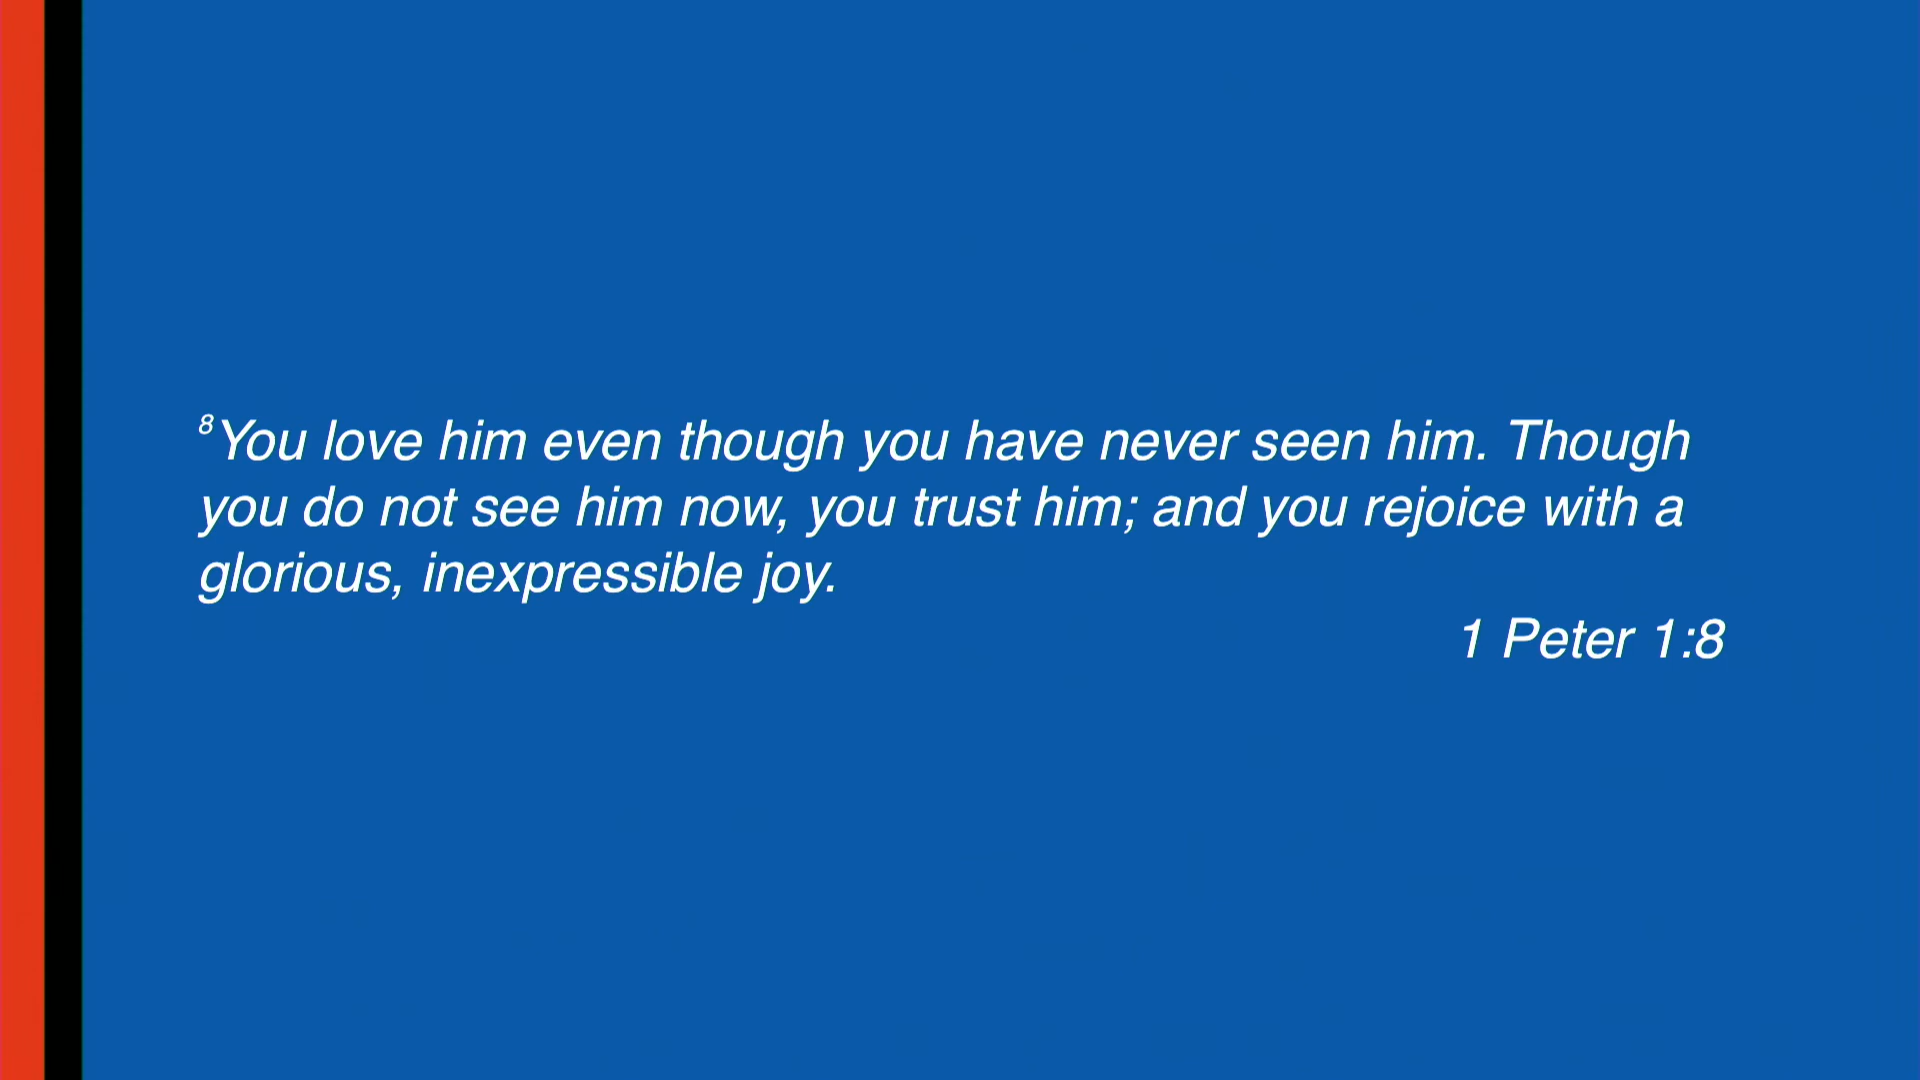 ⁸You love him even though you have never seen him. Though
you do not see him now, you trust him; and you rejoice with a
glorious, inexpressible joy.
1 Peter 1:8